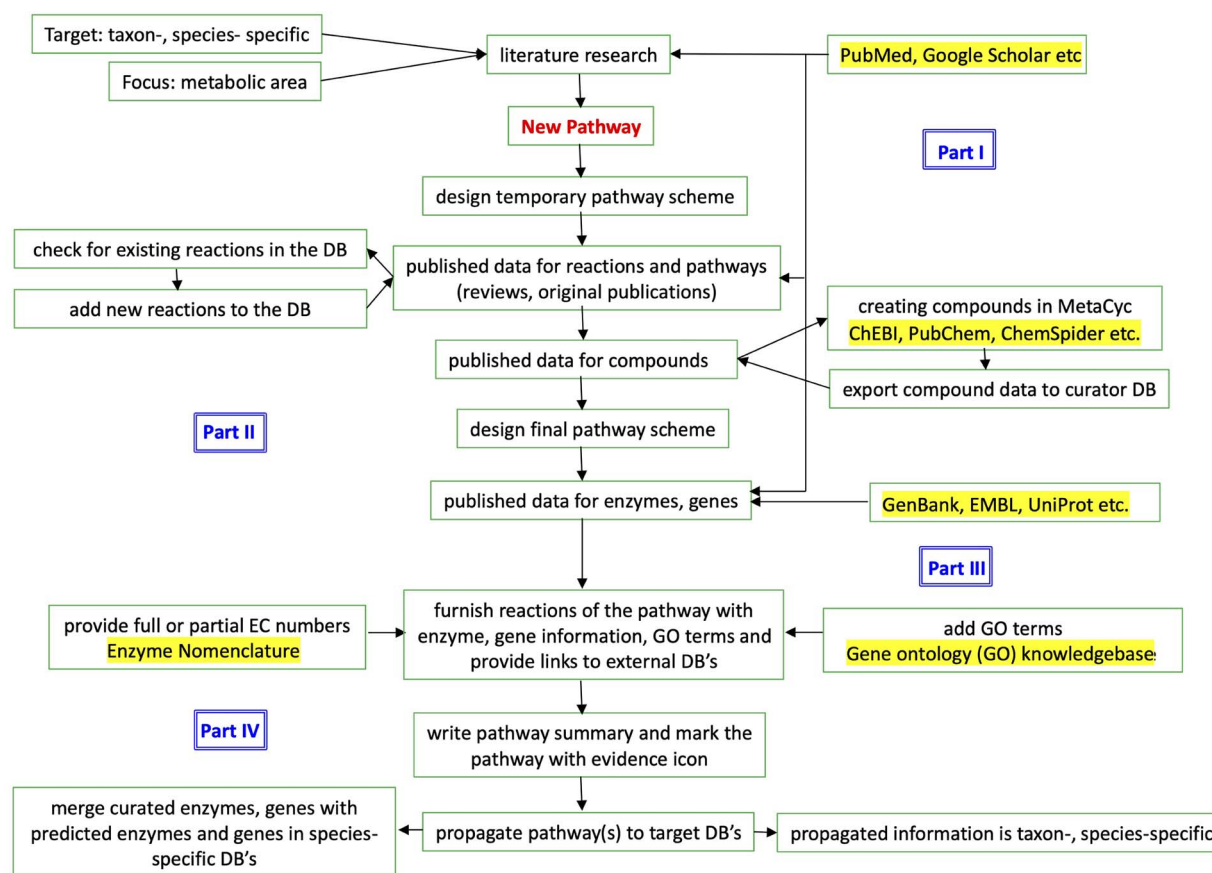 Target: taxon-, species- specific
Focus: metabolic area
literature research
PubMed, Google Scholar etc
New Pathway
Part I
design temporary pathway scheme
check for existing reactions in the DB
add new reactions to the DB
published data for reactions and pathways
(reviews, original publications)
creating compounds in MetaCyc
ChEBI, PubChem, ChemSpider etc.
published data for compounds
export compound data to curator DB
Part II
design final pathway scheme
published data for enzymes, genes
GenBank, EMBL, UniProt etc.
Part III
provide full or partial EC numbers
Enzyme Nomenclature
furnish reactions of the pathway with
enzyme, gene information, GO terms and
provide links to external DB's
add GO terms
Gene ontology (GO) knowledgebase
Part IV
write pathway summary and mark the
pathway with evidence icon
merge curated enzymes, genes with
predicted enzymes and genes in species-
specific DB's
propagate pathway(s) to target DB's
propagated information is taxon-, species-specific